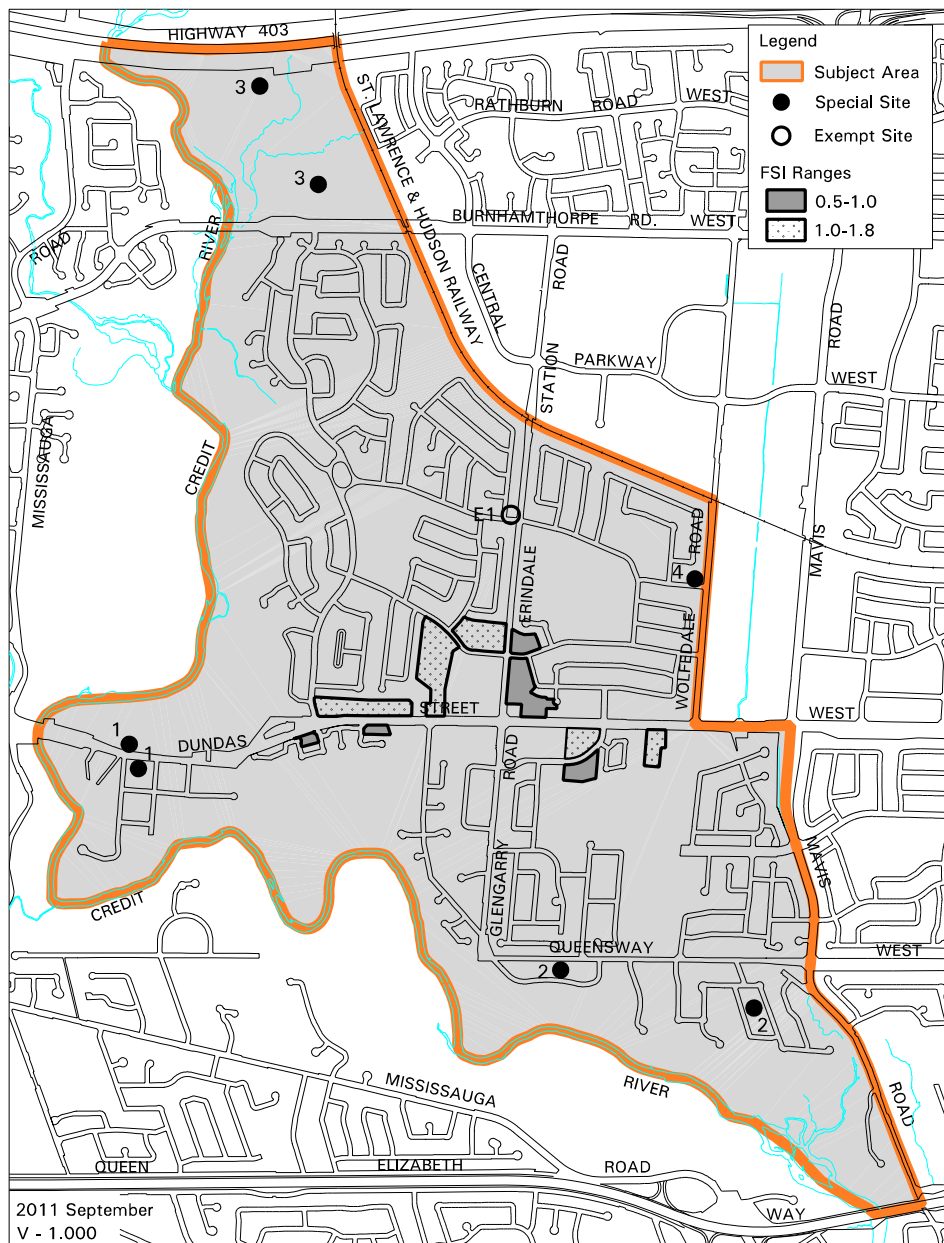 HIGHWAY 403
Legend
Subject Area
Special Site
Exempt Site
FSI Ranges
0.5-1.0
1.0-1.8
3
ST. LAWRENCE & HUDSON RAILWAY
RATHBURN ROAD WEST
3
BURNHAMTHORPE RD. WEST
ROAD
RIVER
CENTRAL
ROAD
ROAD
PARKWAY
WEST
STATION
MISSISSAUGA
CREDIT
E1
ROAD
MAVIS
4
ERINDALE
WOLFEDALE
STREET
WEST
1
1
DUNDAS
ROAD
MAVIS
GLENGARRY
CREDIT
QUEENSWAY
WEST
2
2
MISSISSAUGA
RIVER
ROAD
QUEEN
ELIZABETH
ROAD
WAY
2011 September
V - 1.000